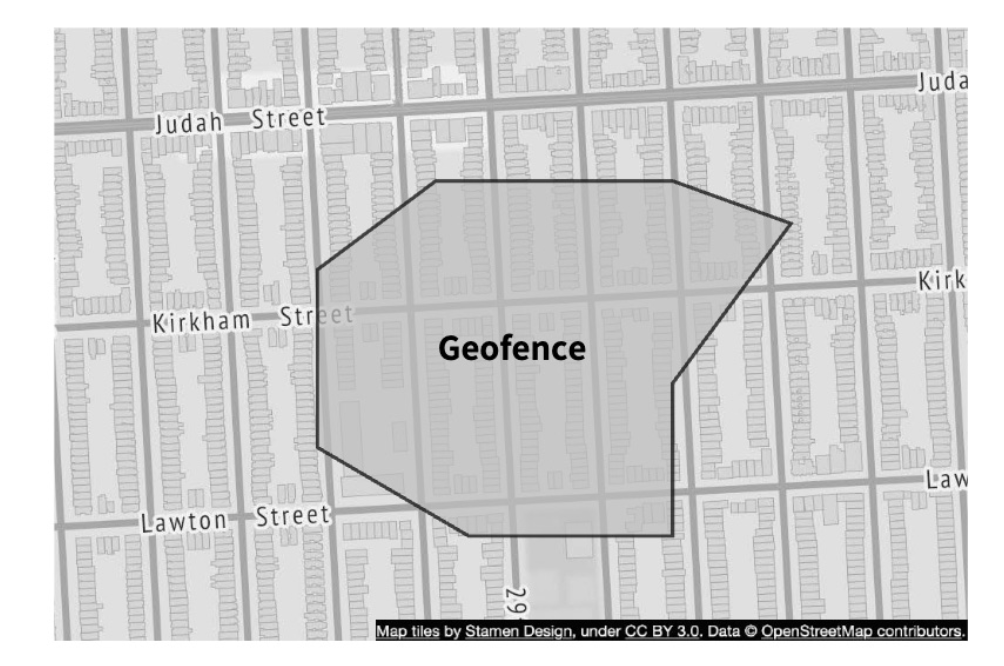 Juda
Judah Street
Kirk
Kirkham Street
Geofence
Law
Lawton Street
29
Map tiles by Stamen Design, under CC BY 3.0. Data © OpenStreetMap contributors.